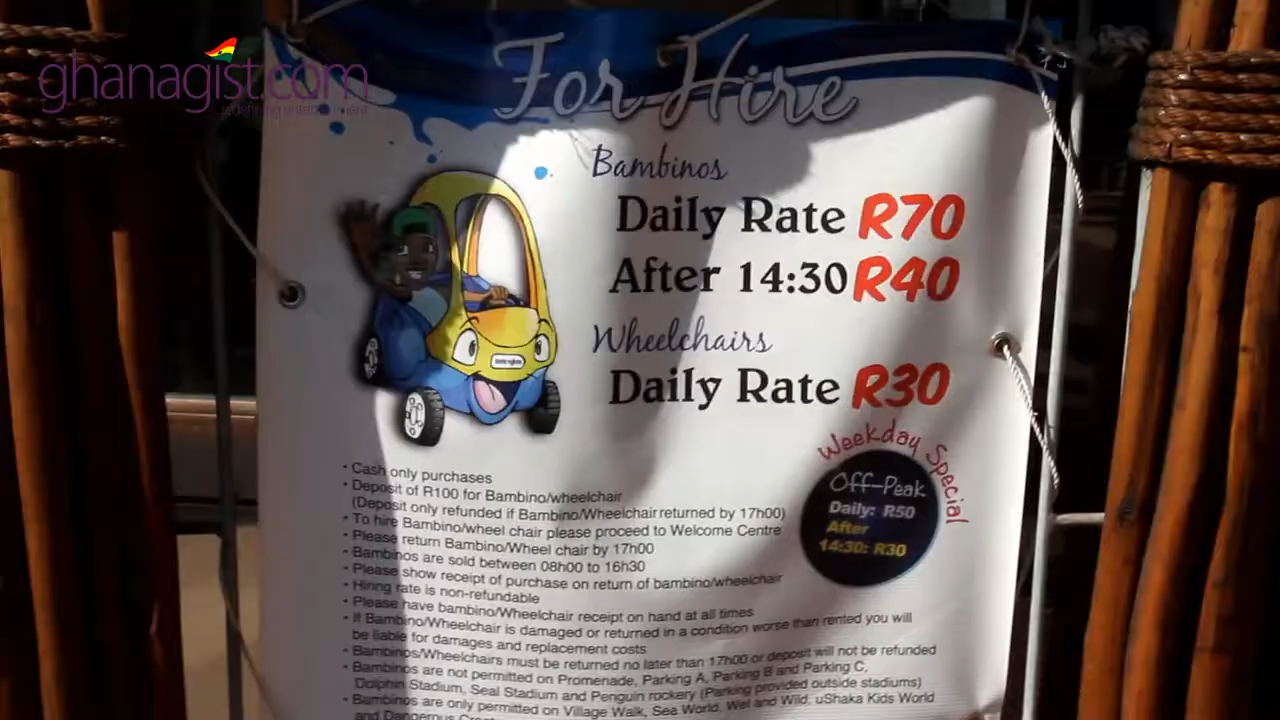 ghanagist.com
For Hire
Bambinos
Daily Rate R70
After 14:30 R40
Wheelchairs
Daily Rate R30
Weekday Special
Off-Peak
Daily: R50
After
14:30: R30
• Cash only purchases
• Deposit of R100 for Bambino/wheelchair
(Deposit only refunded if Bambino/Wheelchair returned by 17h00)
• To hire Bambino/wheel chair please proceed to Welcome Centre
• Please return Bambino/Wheel chair by 17h00
• Bambinos are sold between 08h00 to 16h30
• Please show receipt of purchase on return of bambino/wheelchair
• Hiring rate is non-refundable
• Please have bambino/Wheelchair receipt on hand at all times
• If Bambino/Wheelchair is damaged or returned in a condition worse than rented you will
be liable for damages and replacement costs
• Bambinos/Wheelchairs must be returned no later than 17h00 or deposit will not be refunded
• Bambinos are not permitted on Promenade, Parking A, Parking B and Parking C,
Dolphin Stadium, Seal Stadium and Penguin rockery (Parking provided outside stadiums)
• Bambinos are only permitted on Village Walk, Sea World, Wet and Wild, uShaka Kids World
and Dangerous